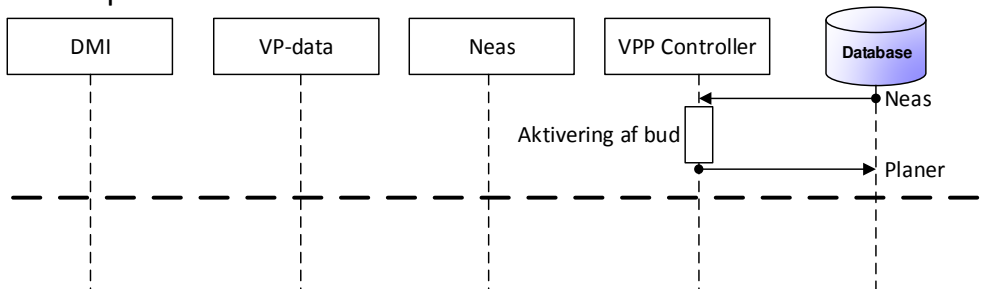 DMI
VP-data
Neas
VPP Controller
Database
Neas
Aktivering af bud
Planer